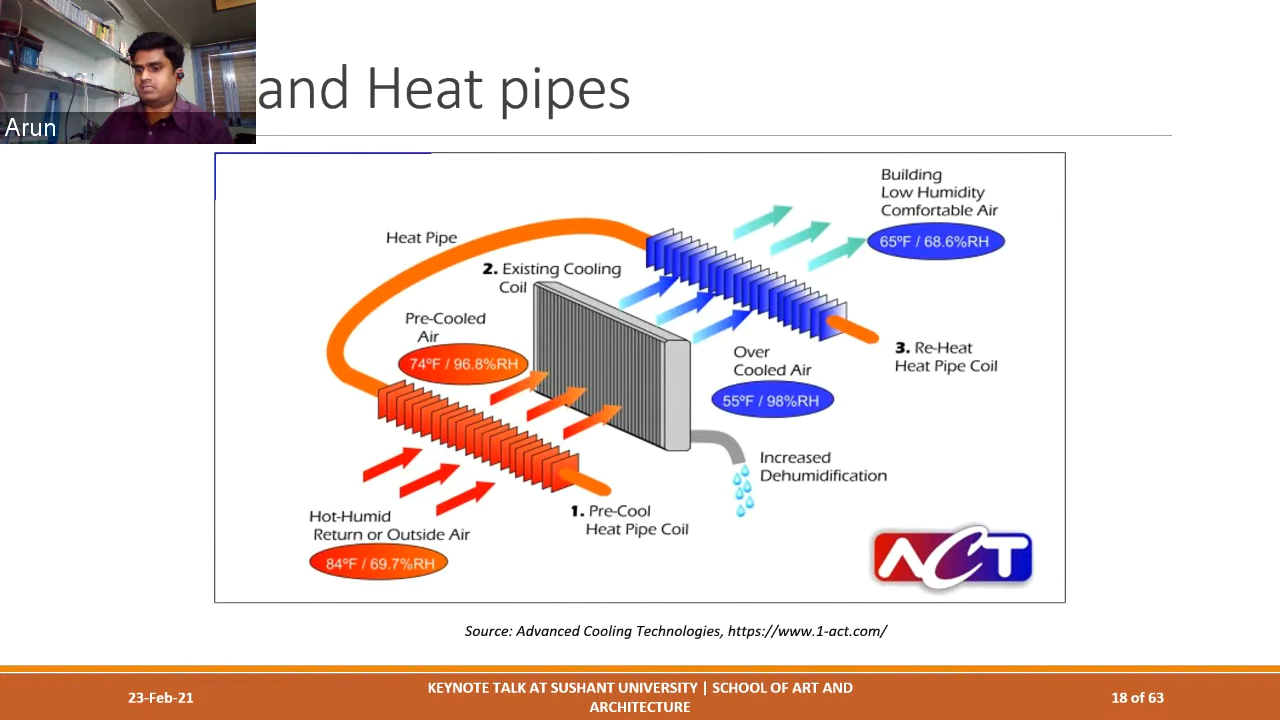 Arun
and Heat pipes
Building
Low Humidity
Comfortable Air
65ºF / 68.6%RH
Heat Pipe
2. Existing Cooling
Coil
Pre-Cooled
Air
74ºF / 96.8%RH
Over
Cooled Air
55ºF / 98%RH
3. Re-Heat
Heat Pipe Coil
Increased
Dehumidification
1. Pre-Cool
Heat Pipe Coil
Hot-Humid
Return or Outside Air
84ºF / 69.7%RH
ACT
Source: Advanced Cooling Technologies, https://www.1-act.com/
23-Feb-21
KEYNOTE TALK AT SUSHANT UNIVERSITY | SCHOOL OF ART AND
ARCHITECTURE
18 of 63